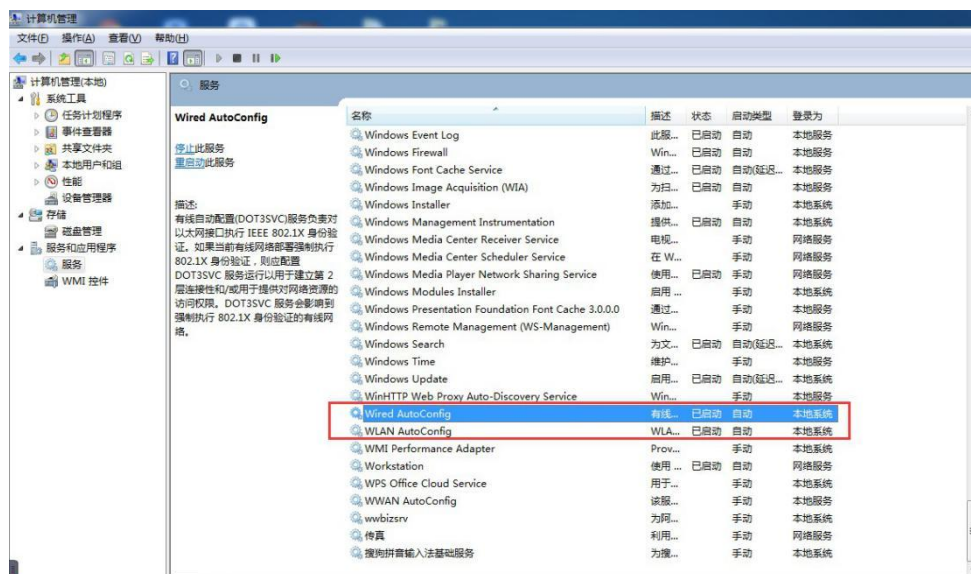 计算机管理
文件(F) 操作(A) 查看(V) 帮助(H)
计算机管理(本地)
系统工具
任务计划程序
事件查看器
共享文件夹
本地用户和组
性能
设备管理器
存储
磁盘管理
服务和应用程序
服务
WMI 控件
服务
Wired AutoConfig
停止此服务
重启动此服务
描述:
有线自动配置(DOT3SVC)服务负责对
以太网接口执行 IEEE 802.1X 身份验
证。如果当前有线网络部署强制执行
802.1X 身份验证，则应配置
DOT3SVC 服务运行以用于建立第 2
层连接性和/或用于提供对网络资源的
访问权限。DOT3SVC 服务会影响到
强制执行 802.1X 身份验证的有线网
络。
名称 描述 状态 启动类型 登录为
Windows Event Log 此服... 已启动 自动 本地服务
Windows Firewall Win... 已启动 自动 本地服务
Windows Font Cache Service 通过... 已启动 自动(延迟... 本地服务
Windows Image Acquisition (WIA) 为扫... 已启动 自动 本地服务
Windows Installer 添加... 手动 本地系统
Windows Management Instrumentation 提供... 已启动 自动 本地系统
Windows Media Center Receiver Service 电视... 手动 网络服务
Windows Media Center Scheduler Service 在 W... 手动 网络服务
Windows Media Player Network Sharing Service 使用... 已启动 手动 网络服务
Windows Modules Installer 启用 ... 手动 本地系统
Windows Presentation Foundation Font Cache 3.0.0.0 通过... 手动 本地服务
Windows Remote Management (WS-Management) Win... 手动 网络服务
Windows Search 为文... 已启动 自动(延迟... 本地系统
Windows Time 维护... 手动 本地服务
Windows Update 启用... 已启动 自动(延迟... 本地系统
WinHTTP Web Proxy Auto-Discovery Service Win... 手动 本地服务
Wired AutoConfig 有线... 已启动 自动 本地系统
WLAN AutoConfig WLA... 已启动 自动 本地系统
WMI Performance Adapter Prov... 手动 本地系统
Workstation 使用 ... 已启动 自动 网络服务
WPS Office Cloud Service 用于... 手动 本地系统
WWAN AutoConfig 该服... 手动 本地服务
wwbizsrv 为阿... 手动 本地系统
传真 利用... 手动 网络服务
搜狗拼音输入法基础服务 为搜... 手动 本地系统